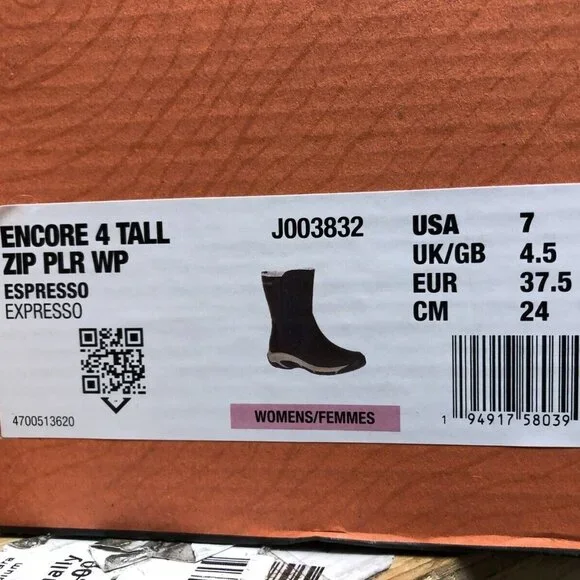 ENCORE 4 TALL
ZIP PLR WP
ESPRESSO
EXPRESSO
4700513620
J003832
WOMENS/FEMMES
USA 7
UK/GB 4.5
EUR 37.5
CM 24
1 94917 58039